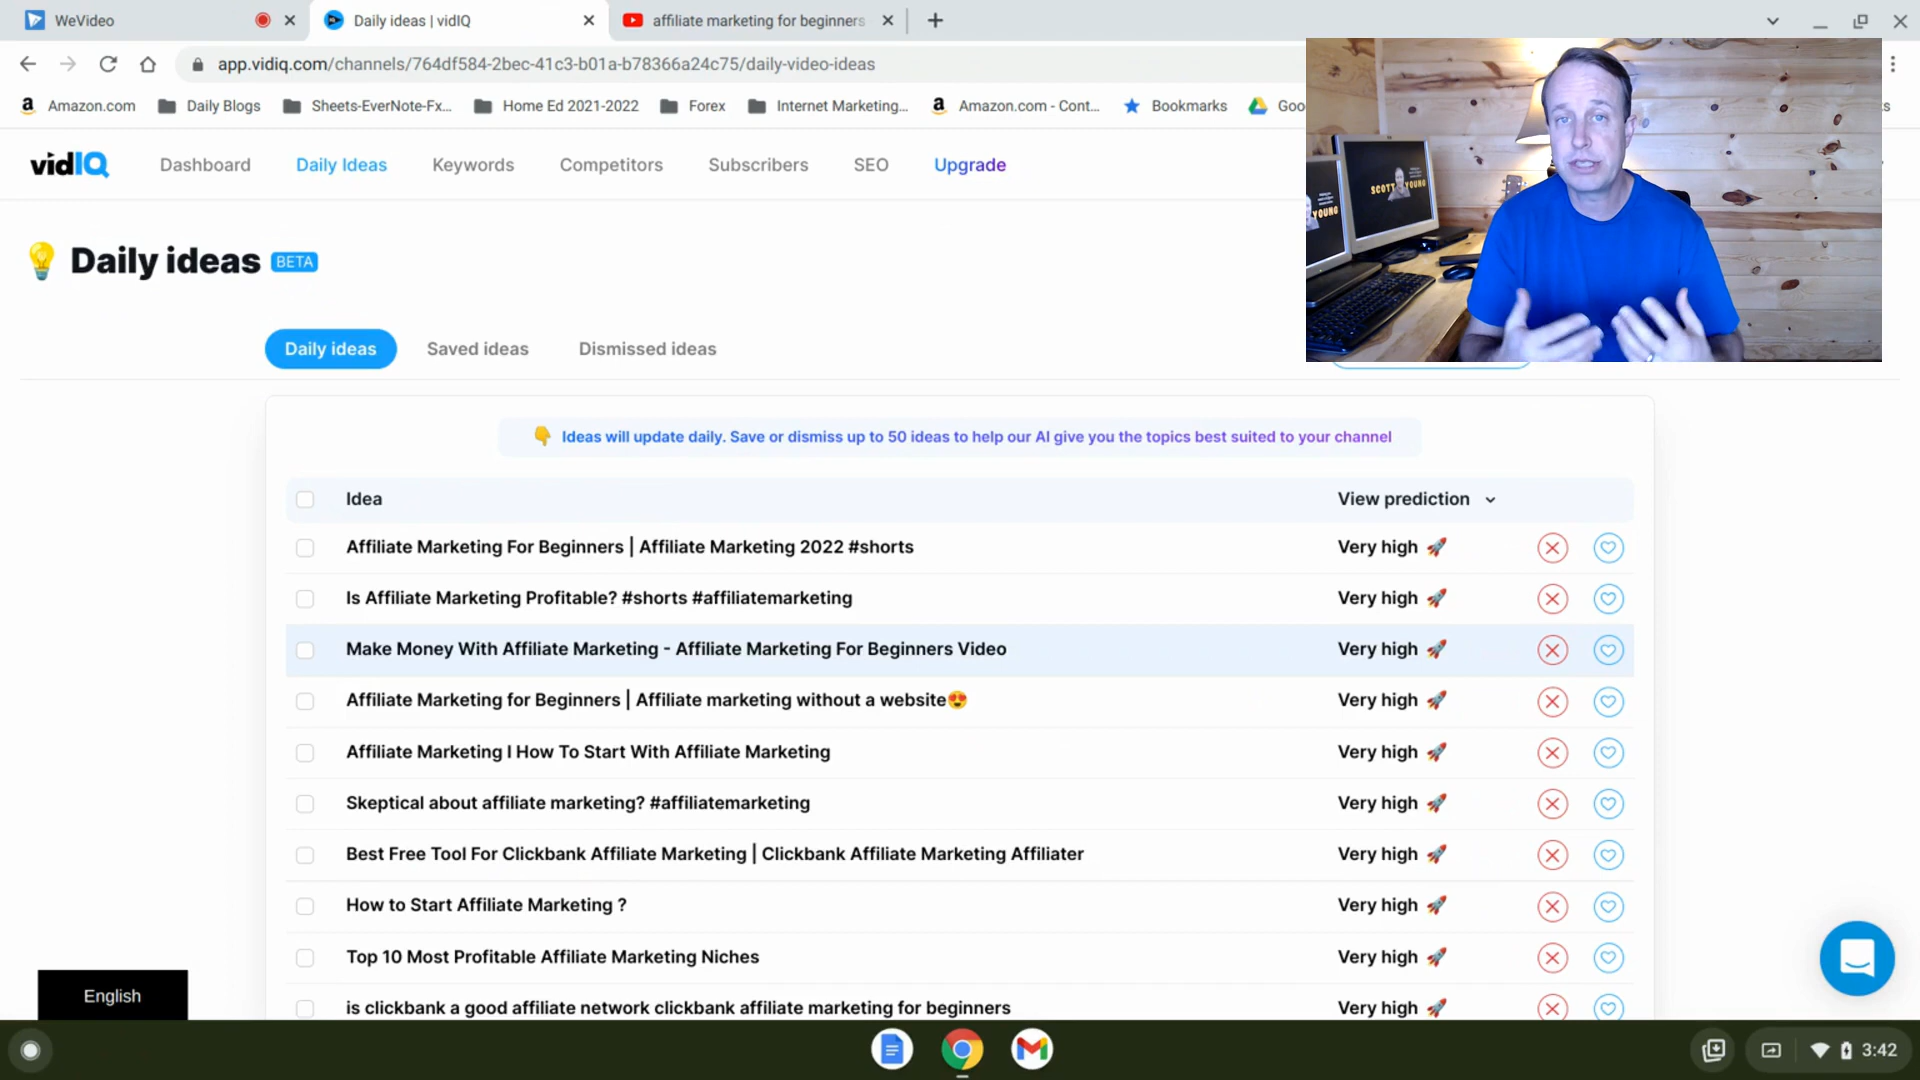 WeVideo
Daily ideas | vidIQ
affiliate marketing for beginners
app.vidiq.com/channels/764df584-2bec-41c3-b01a-b78366a24c75/daily-video-ideas
Amazon.com
Daily Blogs
Sheets-EverNote-Fx...
Home Ed 2021-2022
Forex
Internet Marketing...
Amazon.com - Cont...
Bookmarks
Goo
ks
vidIQ
Dashboard
Daily Ideas
Keywords
Competitors
Subscribers
SEO
Upgrade
SCOTT YOUNG
YOUNG
Daily ideas BETA
Daily ideas
Saved ideas
Dismissed ideas
Ideas will update daily. Save or dismiss up to 50 ideas to help our AI give you the topics best suited to your channel
Idea View prediction
Affiliate Marketing For Beginners | Affiliate Marketing 2022 #shorts Very high 🚀
Is Affiliate Marketing Profitable? #shorts #affiliatemarketing Very high 🚀
Make Money With Affiliate Marketing - Affiliate Marketing For Beginners Video Very high 🚀
Affiliate Marketing for Beginners | Affiliate marketing without a website😍 Very high 🚀
Affiliate Marketing I How To Start With Affiliate Marketing Very high 🚀
Skeptical about affiliate marketing? #affiliatemarketing Very high 🚀
Best Free Tool For Clickbank Affiliate Marketing | Clickbank Affiliate Marketing Affiliater Very high 🚀
How to Start Affiliate Marketing ? Very high 🚀
Top 10 Most Profitable Affiliate Marketing Niches Very high 🚀
is clickbank a good affiliate network clickbank affiliate marketing for beginners Very high 🚀
English
3:42